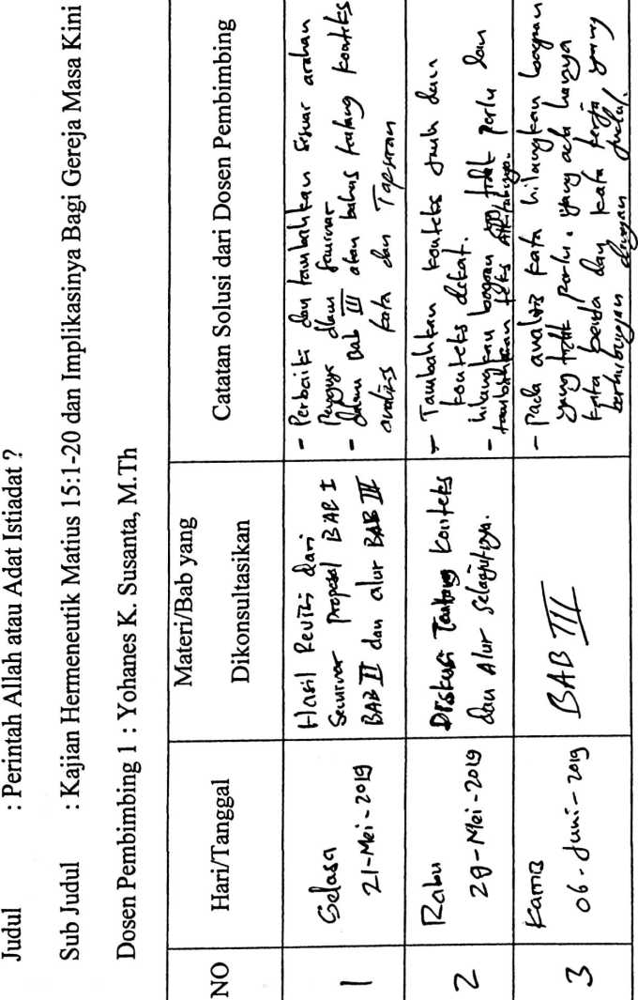 Judul : Perintah Allah atau Adat Istiadat ?
Sub Judul : Kajian Hermeneutik Matius 15:1-20 dan Implikasinya Bagi Gereja Masa Kini
Dosen Pembimbing 1 : Yohanes K. Susanta, M.Th
NO
Hari/Tanggal
Materi/Bab yang
Dikonsultasikan
Catatan Solusi dari Dosen Pembimbing
1
Selasa
21-Mei-2019
Hasil Revisi dari
Seminar Proposal BAB I
BAB II dan alur BAB III
- Perbaiki dan tambahkan sesuai arahan
Penguji dlam seminar
- dalam Bab III akan bahas tentang konteks
analisis kata dan Tafsiran
2
Rabu
29-Mei-2019
Diskusi Tentang konteks
dan Alur selanjutnya.
- Tambahkan konteks jauh dan
konteks dekat.
- hilangkan bagian yg tidak perlu dan
tambahkan teks Alkitabnya.
3
Kamis
06-Juni-2019
BAB III
- Pada analisis kata hilangkan bagian
yang tidak perlu. yang ada hanya
kata benda dan kata kerja yang
berhubungan dengan judul.